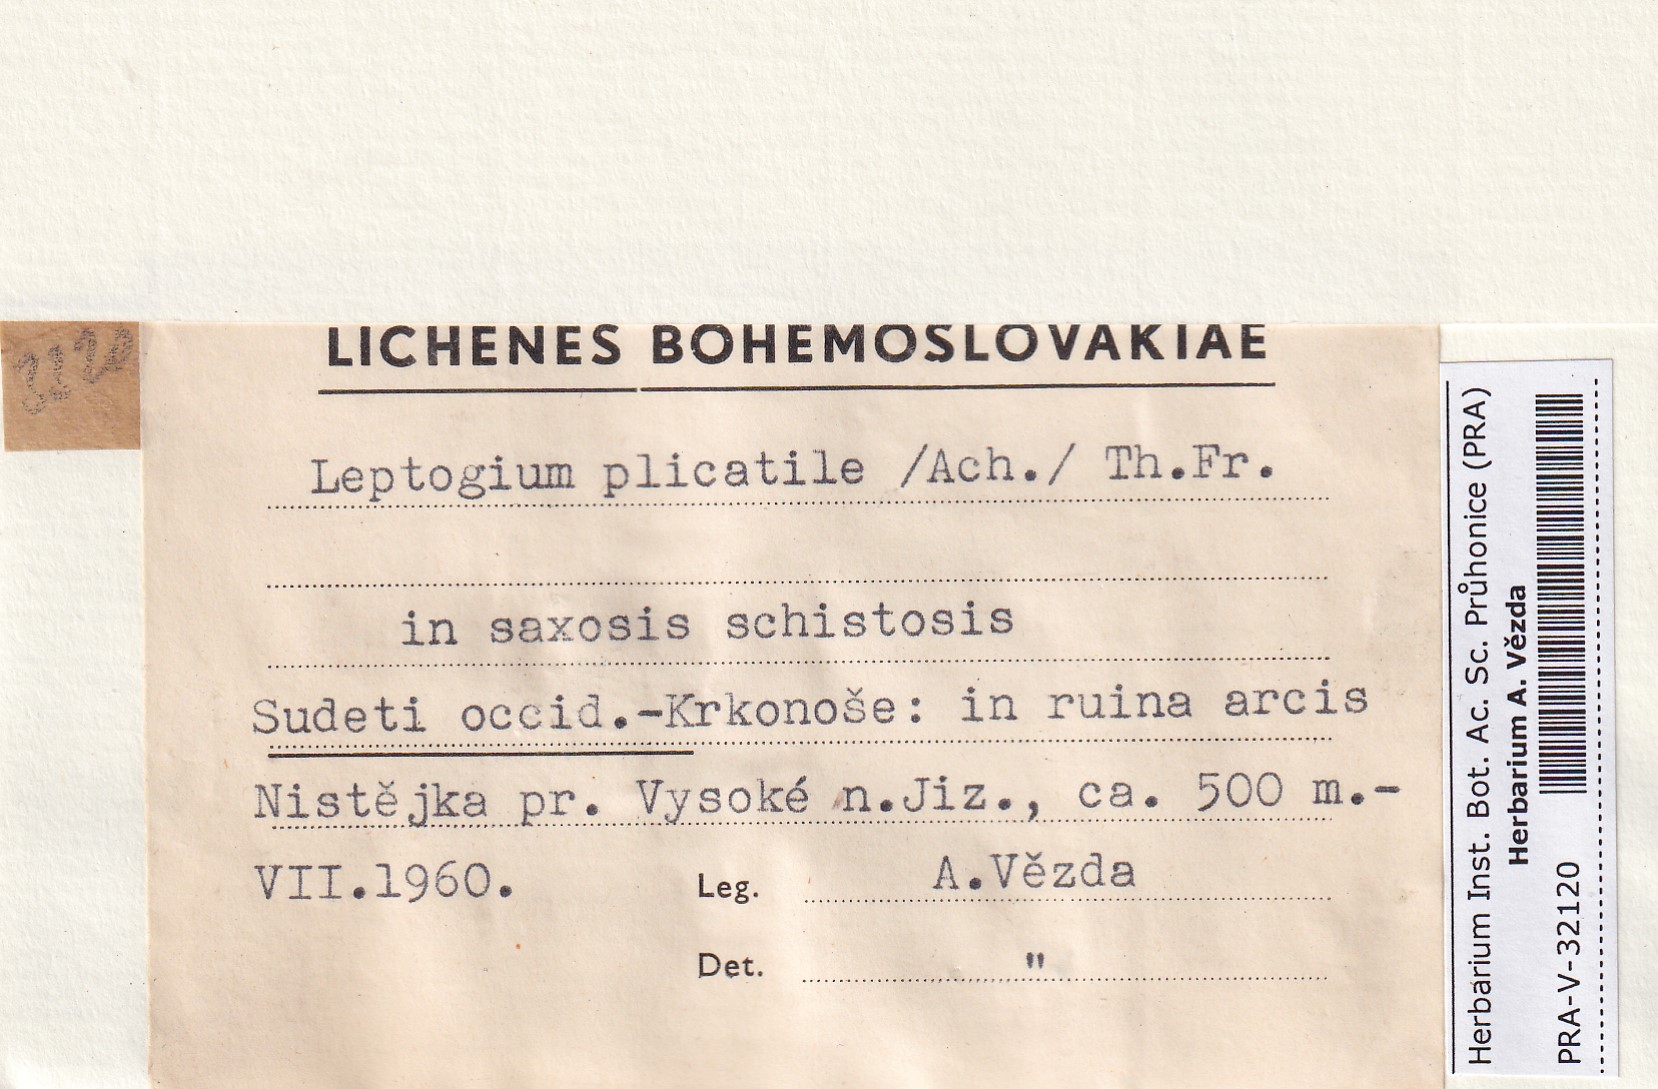 LICHENES BOHEMOSLOVAKIAE
Leptogium plicatile /Ach./ Th.Fr.
in saxosis schistosis
Sudeti occid.-Krkonoše: in ruina arcis
Nistějka pr. Vysoké n.Jiz., ca. 500 m.-
VII.1960. Leg. A.Vězda
Det. "
Herbarium Inst. Bot. Ac. Sc. Průhonice (PRA)
Herbarium A. Vězda
PRA-V-32120